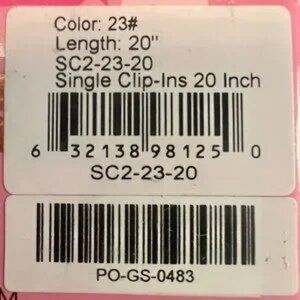 Color: 23#
Length: 20"
SC2-23-20
Single Clip-Ins 20 Inch
6 32138 98125 0
SC2-23-20
PO-GS-0483
M